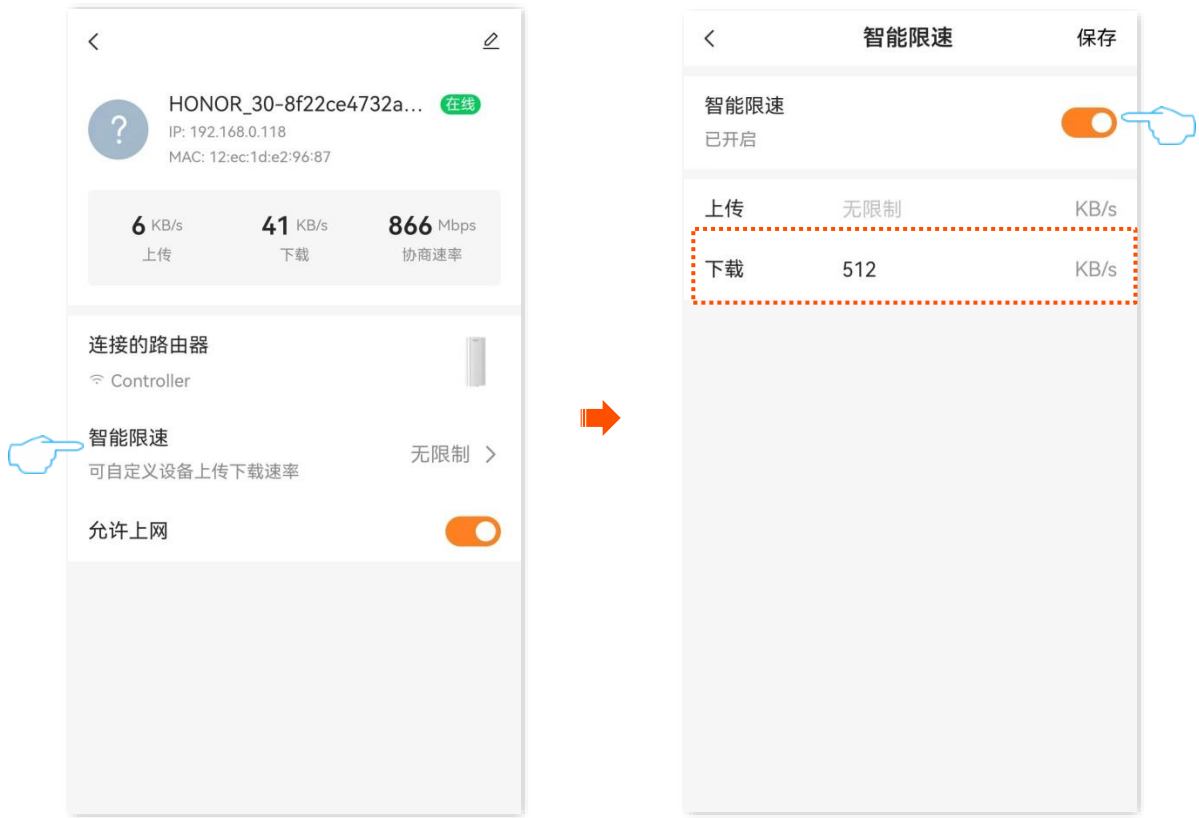 HONOR_30-8f22ce4732a... 在线
IP: 192.168.0.118
MAC: 12:ec:1d:e2:96:87
6 KB/s 41 KB/s 866 Mbps
上传 下载 协商速率
连接的路由器
Controller
智能限速
无限制
可自定义设备上传下载速率
允许上网
智能限速 保存
智能限速
已开启
上传 无限制 KB/s
下载 512 KB/s